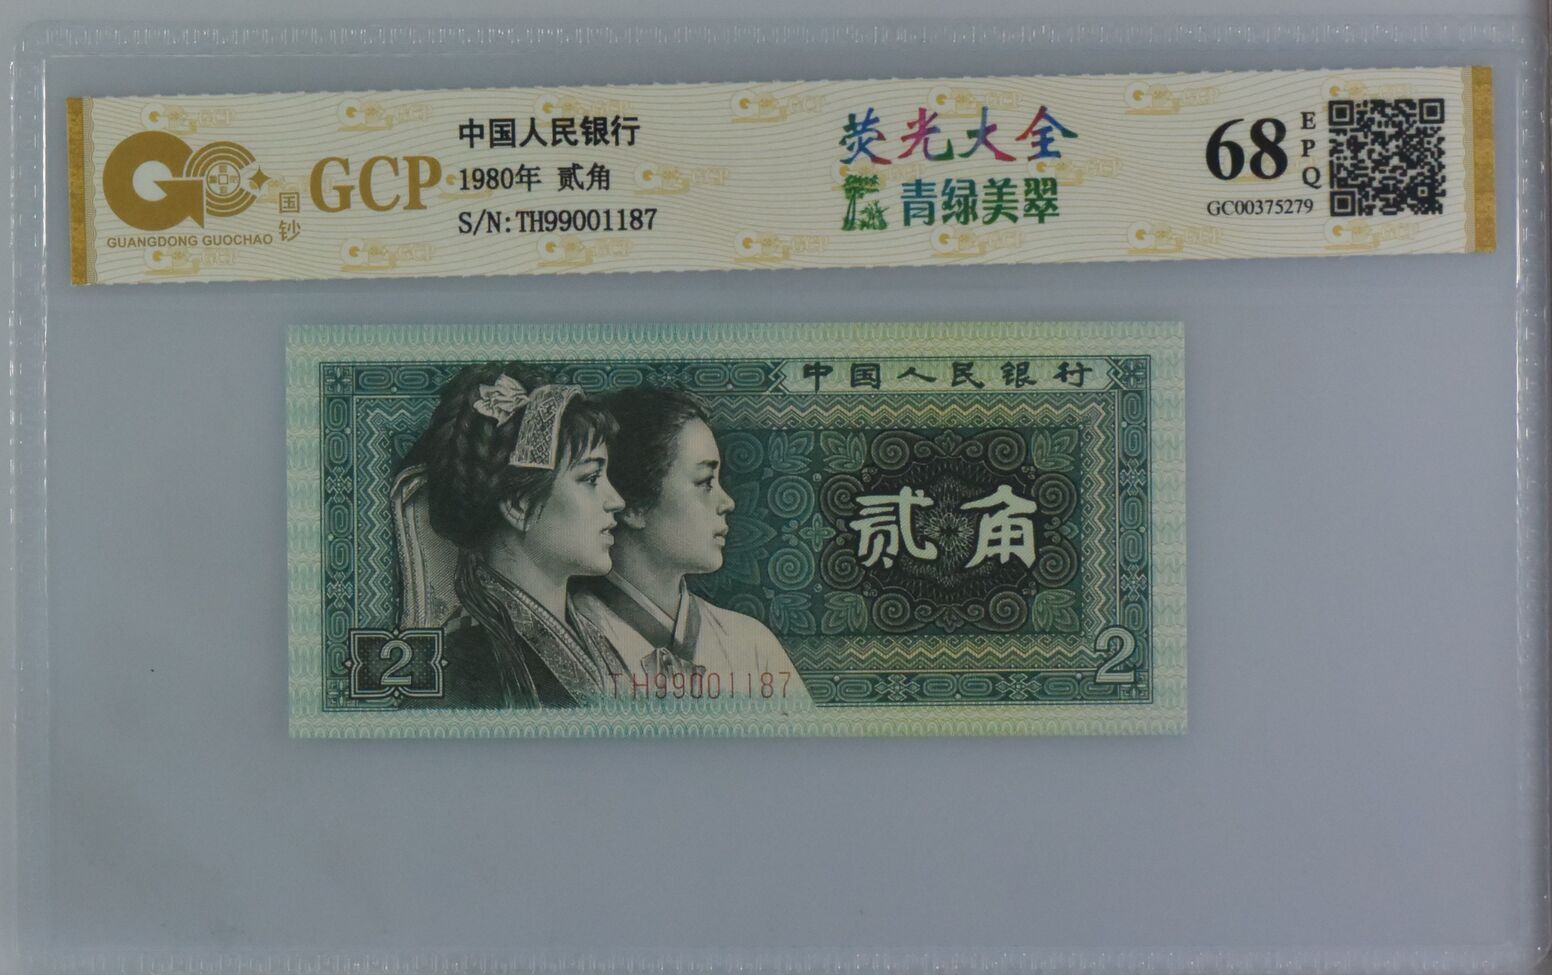 GUANGDONG GUOCHAO
国钞
GCP
中国人民银行
1980年 贰角
S/N:TH99001187
荧光大全
青绿美翠
68
EPQ
GC00375279
中国人民银行
贰角
2
2
TH99001187